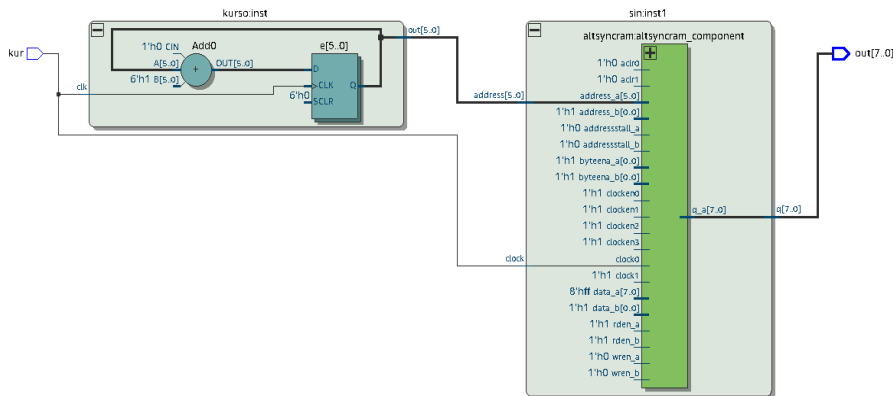 kurso:inst
sin:inst1
kur
1'h0 CIN
Add0
A[5..0]
6'h1 B[5..0]
OUT[5..0]
e[5..0]
D
CLK
6'h0
SCLR
Q
clk
out[5..0]
altsyncram:altsyncram_component
1'h0 aclr0
1'h0 aclr1
address[5..0]
address_a[5..0]
1'h1 address_b[0..0]
1'h0 addressstall_a
1'h0 addressstall_b
1'h1 byteena_a[0..0]
1'h1 byteena_b[0..0]
1'h1 clocken0
1'h1 clocken1
1'h1 clocken2
1'h1 clocken3
clock
clock0
1'h1 clock1
8'hff data_a[7..0]
1'h1 data_b[0..0]
1'h1 rden_a
1'h1 rden_b
1'h0 wren_a
1'h0 wren_b
q_a[7..0]
q[7..0]
out[7..0]